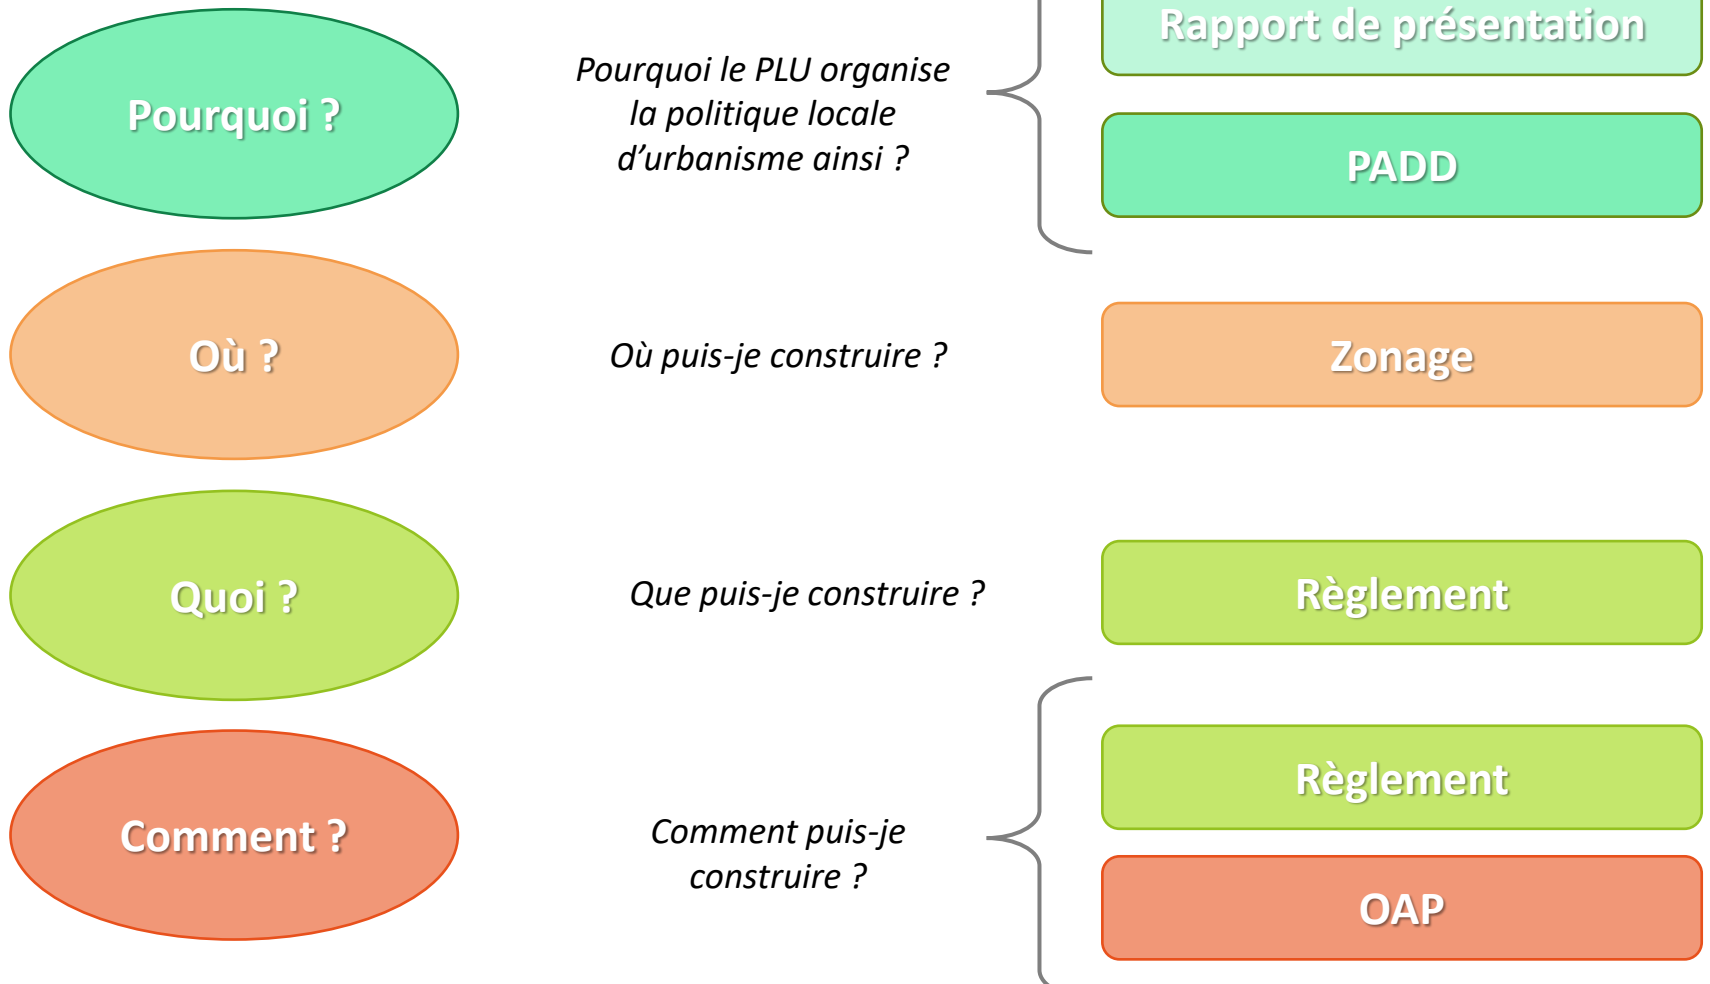 Rapport de présentation
Pourquoi ?
Pourquoi le PLU organise
la politique locale
d’urbanisme ainsi ?
PADD
Où ?
Où puis-je construire ?
Zonage
Quoi ?
Que puis-je construire ?
Règlement
Règlement
Comment ?
Comment puis-je
construire ?
OAP